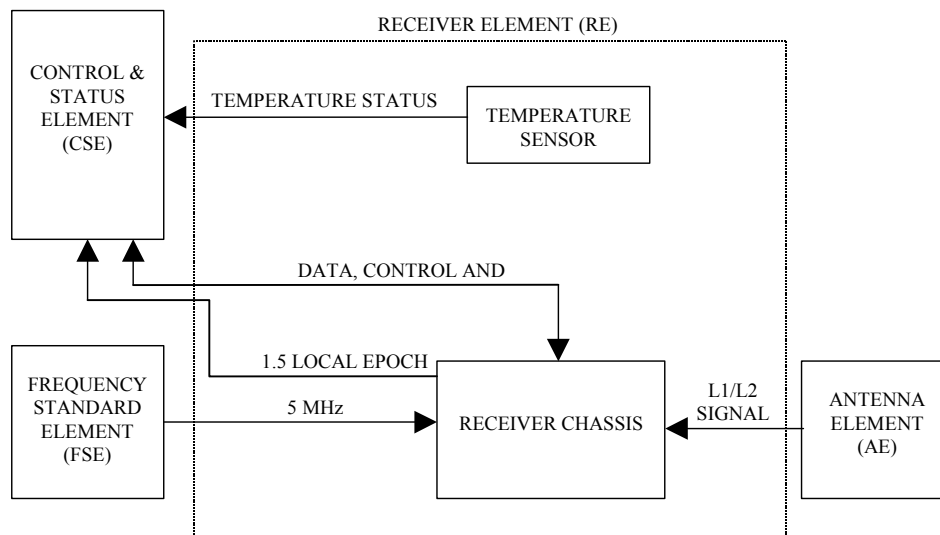 RECEIVER ELEMENT (RE)
CONTROL &
STATUS
ELEMENT
(CSE)
TEMPERATURE STATUS
TEMPERATURE
SENSOR
DATA, CONTROL AND
1.5 LOCAL EPOCH
FREQUENCY
STANDARD
ELEMENT
(FSE)
5 MHz
RECEIVER CHASSIS
L1/L2
SIGNAL
ANTENNA
ELEMENT
(AE)